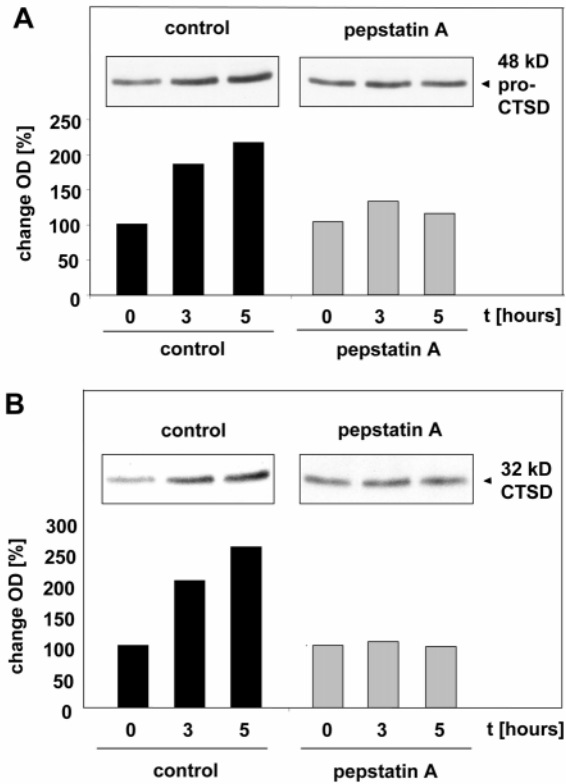 A
control
pepstatin A
48 kD
pro-
CTSD
change OD [%]
250
200
150
100
50
0
0 3 5 0 3 5 t [hours]
control
pepstatin A
B
control
pepstatin A
32 kD
CTSD
change OD [%]
300
250
200
150
100
50
0
0 3 5 0 3 5 t [hours]
control
pepstatin A